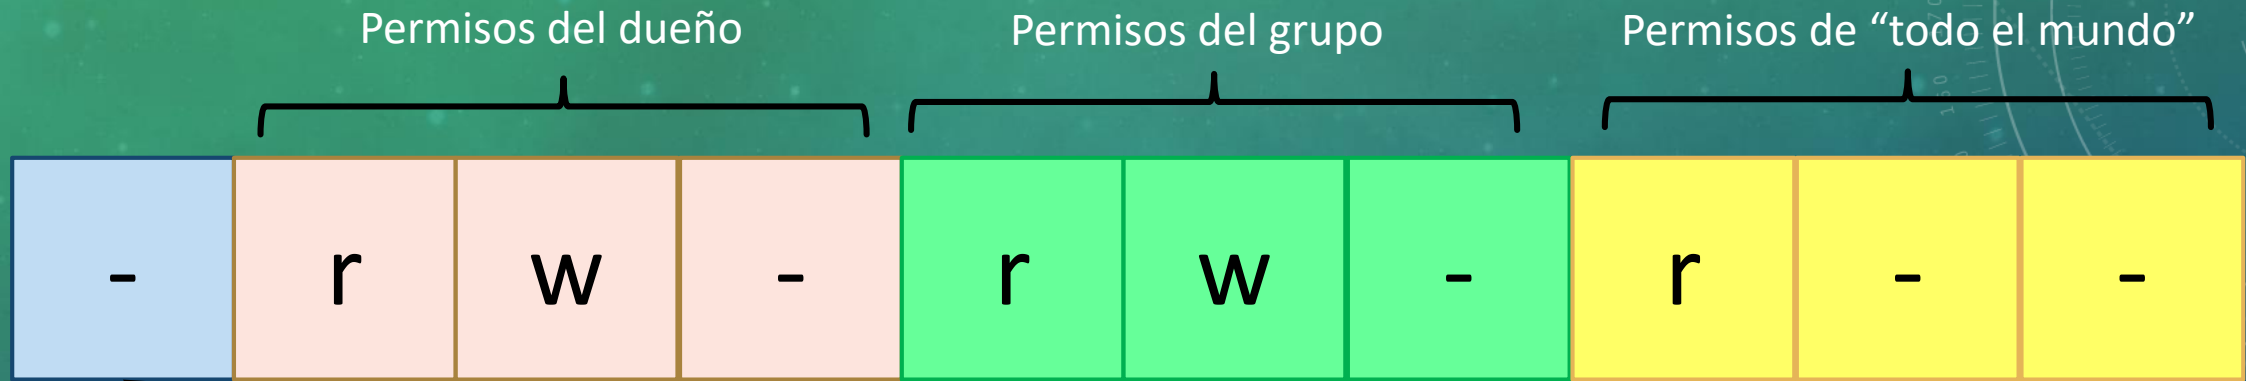 Permisos del dueño Permisos del grupo Permisos de “todo el mundo”
- r w - r w - r - -